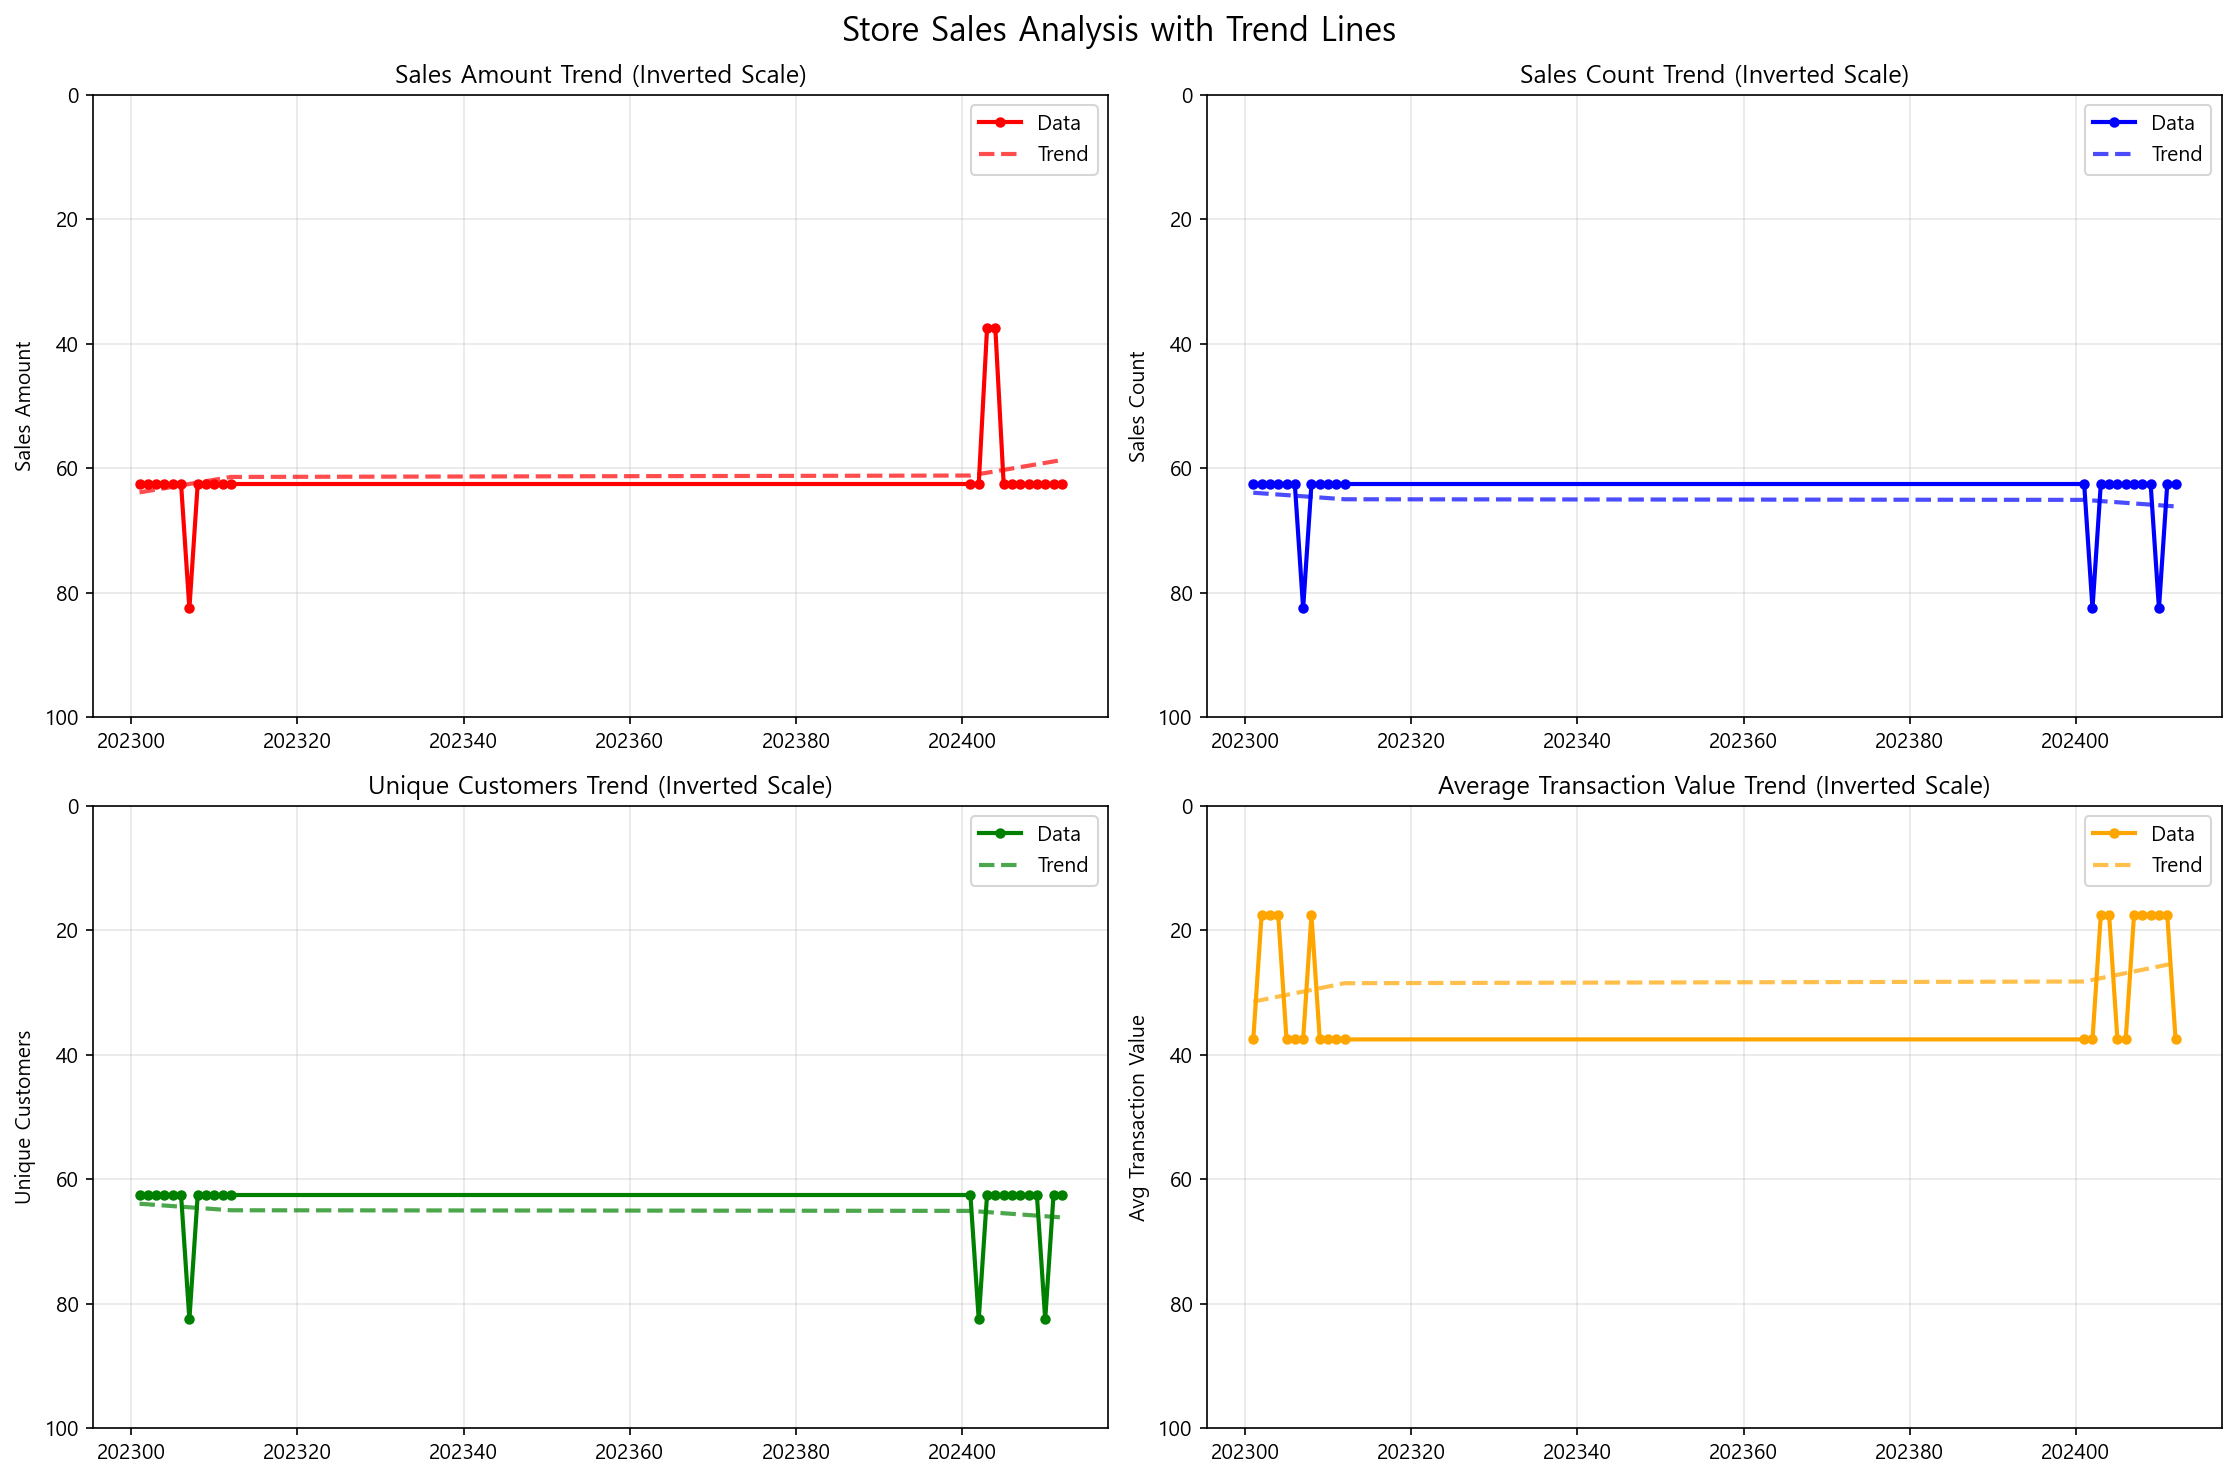 Store Sales Analysis with Trend Lines
Sales Amount Trend (Inverted Scale)
Sales Amount
0
20
40
60
80
100
202300 202320 202340 202360 202380 202400
Data
Trend
Sales Count Trend (Inverted Scale)
Sales Count
0
20
40
60
80
100
202300 202320 202340 202360 202380 202400
Data
Trend
Unique Customers Trend (Inverted Scale)
Unique Customers
0
20
40
60
80
100
202300 202320 202340 202360 202380 202400
Data
Trend
Average Transaction Value Trend (Inverted Scale)
Avg Transaction Value
0
20
40
60
80
100
202300 202320 202340 202360 202380 202400
Data
Trend